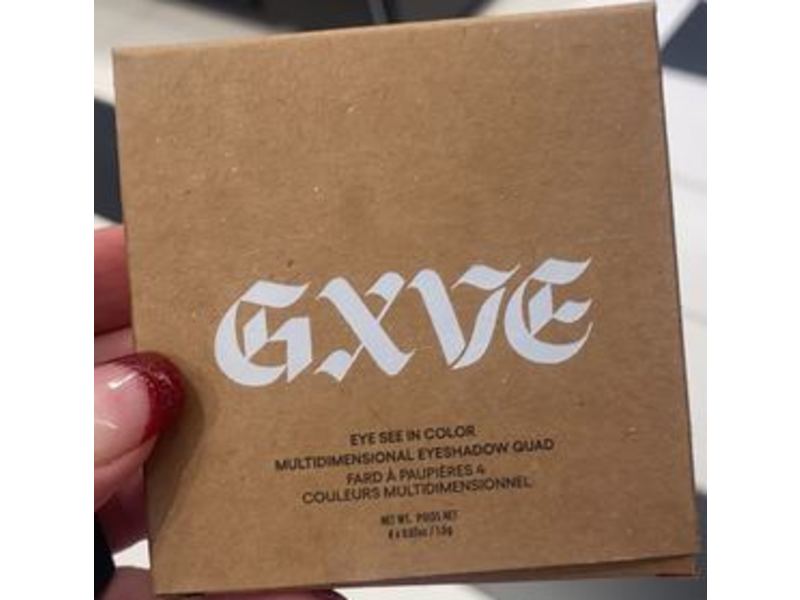 GXVE
EYE SEE IN COLOR
MULTIDIMENSIONAL EYESHADOW QUAD
FARD À PAUPIÈRES 4
COULEURS MULTIDIMENSIONNEL
NET WT. POIDS NET